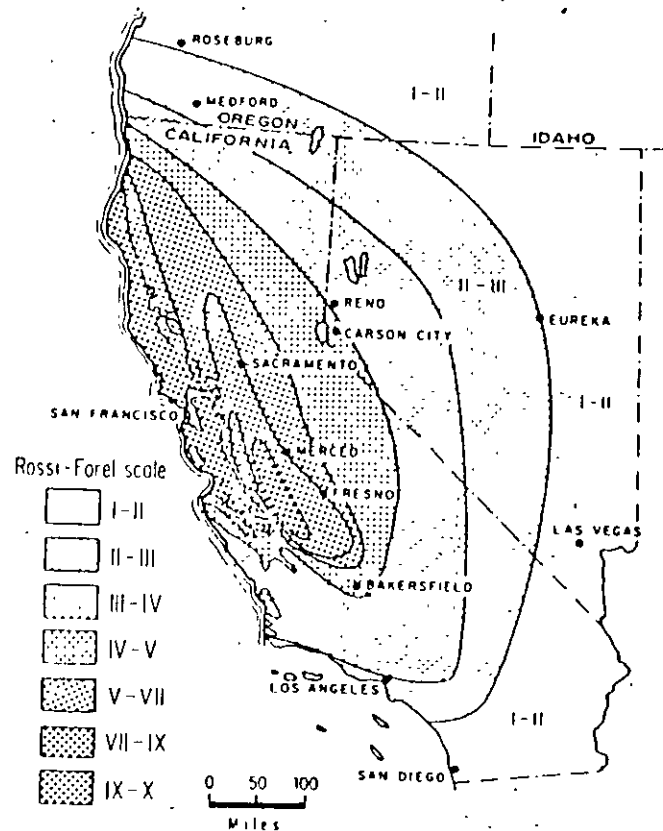 ROSEBURG
I-II
MEDFORD
OREGON
CALIFORNIA
IDAHO
II-III
RENO
CARSON CITY
EUREKA
SACRAMENTO
I-II
SAN FRANCISCO
MERCED
Rossi-Forel scale
FRESNO
I-II
II-III
III-IV
IV-V
V-VII
VII-IX
IX-X
LAS VEGAS
BAKERSFIELD
LOS ANGELES
I-II
SAN DIEGO
0 50 100
Miles